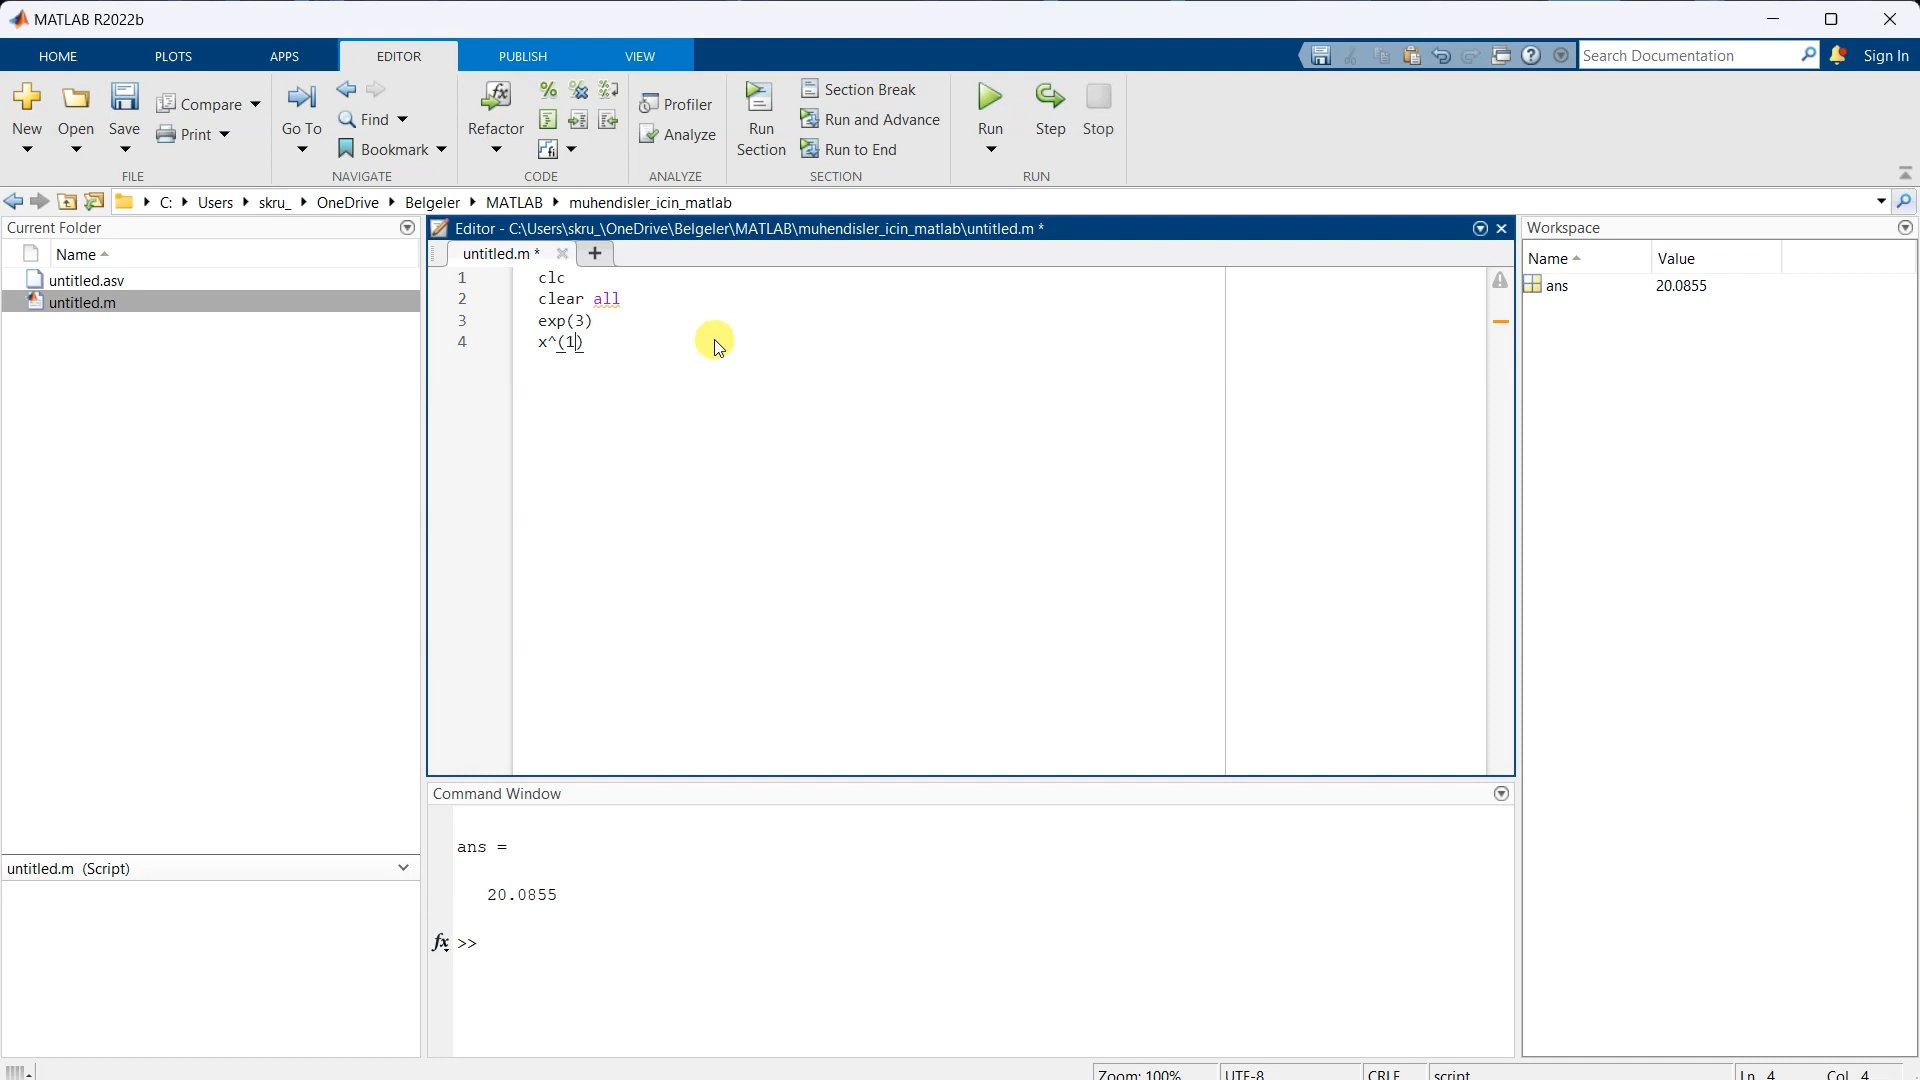 MATLAB R2022b
HOME PLOTS APPS EDITOR PUBLISH VIEW
Search Documentation
Sign In
New
Open
Save
Compare
Print
FILE
Go To
Find
Bookmark
NAVIGATE
Refactor
CODE
Profiler
Analyze
ANALYZE
Run Section
Section Break
Run and Advance
Run to End
SECTION
Run
Step
Stop
RUN
C: Users skru_ OneDrive Belgeler MATLAB muhendisler_icin_matlab
Current Folder
Name
untitled.asv
untitled.m
untitled.m (Script)
Editor - C:\Users\skru_\OneDrive\Belgeler\MATLAB\muhendisler_icin_matlab\untitled.m *
untitled.m *
1 clc
2 clear all
3 exp(3)
4 x^(1)
Command Window
ans =
20.0855
fx >>
Workspace
Name Value
ans 20.0855
Zoom: 100% UTF-8 CRLF script Ln 4 Col 4